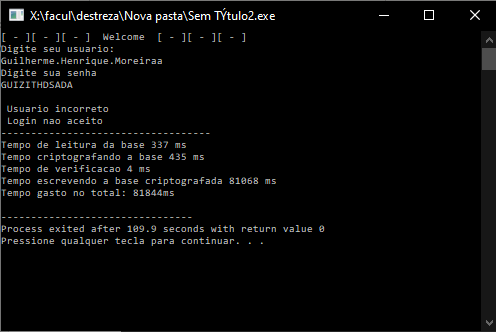 X:\facul\destreza\Nova pasta\Sem TÝtulo2.exe
[ - ][ - ][ - ]  Welcome  [ - ][ - ][ - ]
Digite seu usuario:
Guilherme.Henrique.Moreiraa
Digite sua senha
GUIZITHDSADA
Usuario incorreto
Login nao aceito
-----------------------------------
Tempo de leitura da base 337 ms
Tempo criptografando a base 435 ms
Tempo de verificacao 4 ms
Tempo escrevendo a base criptografada 81068 ms
Tempo gasto no total: 81844ms
--------------------------------
Process exited after 109.9 seconds with return value 0
Pressione qualquer tecla para continuar. . .